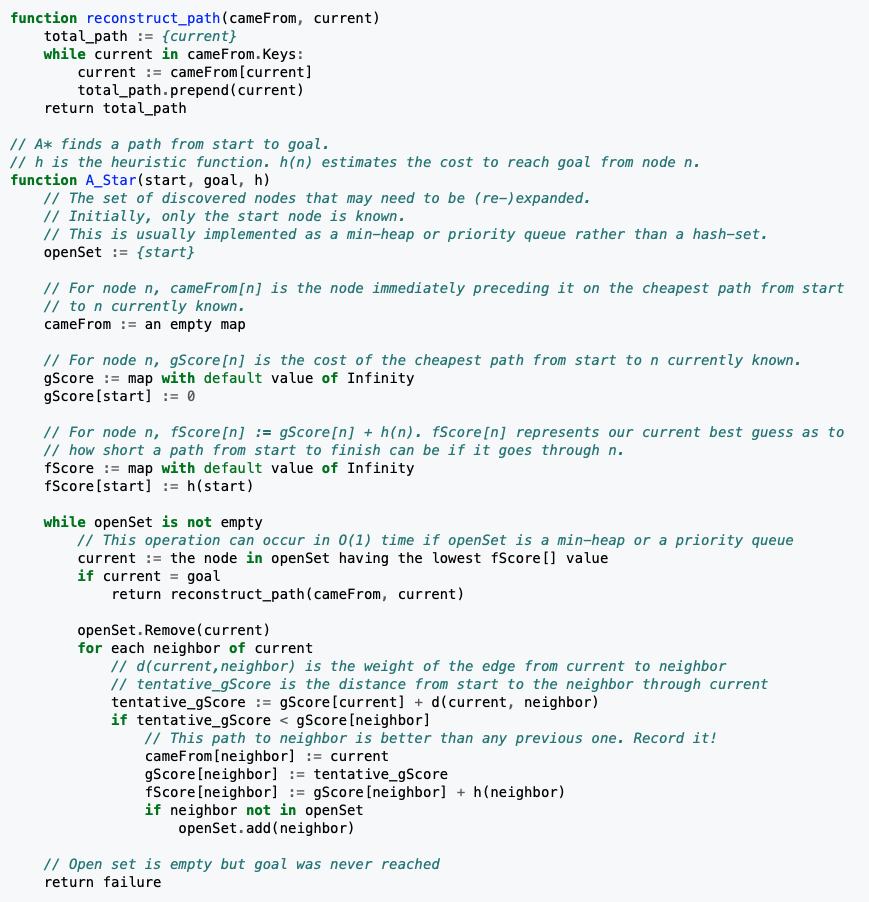 function reconstruct_path(cameFrom, current)
    total_path := {current}
    while current in cameFrom.Keys:
        current := cameFrom[current]
        total_path.prepend(current)
    return total_path

// A* finds a path from start to goal.
// h is the heuristic function. h(n) estimates the cost to reach goal from node n.
function A_Star(start, goal, h)
    // The set of discovered nodes that may need to be (re-)expanded.
    // Initially, only the start node is known.
    // This is usually implemented as a min-heap or priority queue rather than a hash-set.
    openSet := {start}

    // For node n, cameFrom[n] is the node immediately preceding it on the cheapest path from start
    // to n currently known.
    cameFrom := an empty map

    // For node n, gScore[n] is the cost of the cheapest path from start to n currently known.
    gScore := map with default value of Infinity
    gScore[start] := 0

    // For node n, fScore[n] := gScore[n] + h(n). fScore[n] represents our current best guess as to
    // how short a path from start to finish can be if it goes through n.
    fScore := map with default value of Infinity
    fScore[start] := h(start)

    while openSet is not empty
        // This operation can occur in O(1) time if openSet is a min-heap or a priority queue
        current := the node in openSet having the lowest fScore[] value
        if current = goal
            return reconstruct_path(cameFrom, current)

        openSet.Remove(current)
        for each neighbor of current
            // d(current,neighbor) is the weight of the edge from current to neighbor
            // tentative_gScore is the distance from start to the neighbor through current
            tentative_gScore := gScore[current] + d(current, neighbor)
            if tentative_gScore < gScore[neighbor]
                // This path to neighbor is better than any previous one. Record it!
                cameFrom[neighbor] := current
                gScore[neighbor] := tentative_gScore
                fScore[neighbor] := gScore[neighbor] + h(neighbor)
                if neighbor not in openSet
                    openSet.add(neighbor)

    // Open set is empty but goal was never reached
    return failure